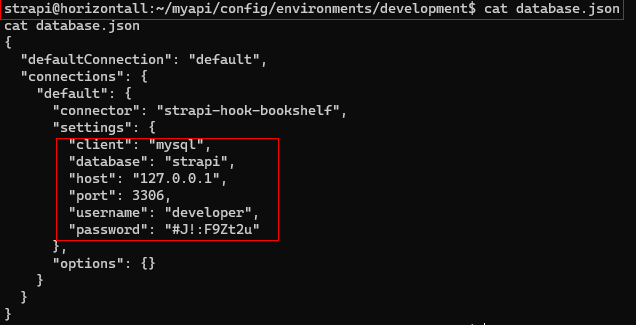 strapi@horizontall:~/myapi/config/environments/development$ cat database.json
cat database.json
{
  "defaultConnection": "default",
  "connections": {
    "default": {
      "connector": "strapi-hook-bookshelf",
      "settings": {
        "client": "mysql",
        "database": "strapi",
        "host": "127.0.0.1",
        "port": 3306,
        "username": "developer",
        "password": "#J!:F9Zt2u"
      },
      "options": {}
    }
  }
}